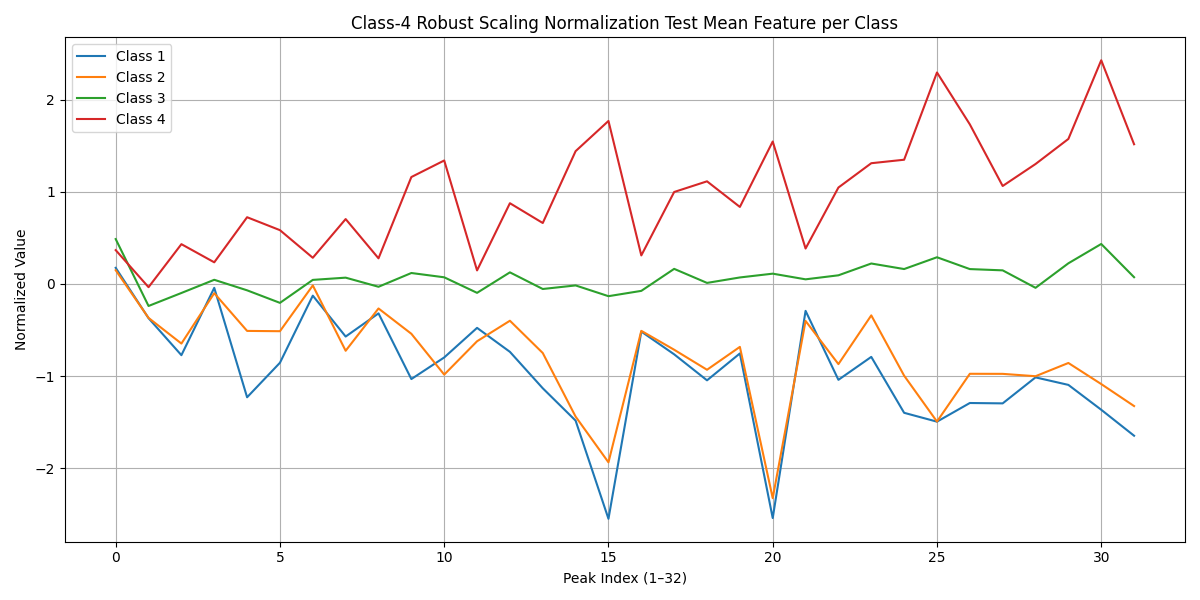 Class-4 Robust Scaling Normalization Test Mean Feature per Class
Class 1
Class 2
Class 3
Class 4
Normalized Value
2
1
0
−1
−2
0 5 10 15 20 25 30
Peak Index (1–32)